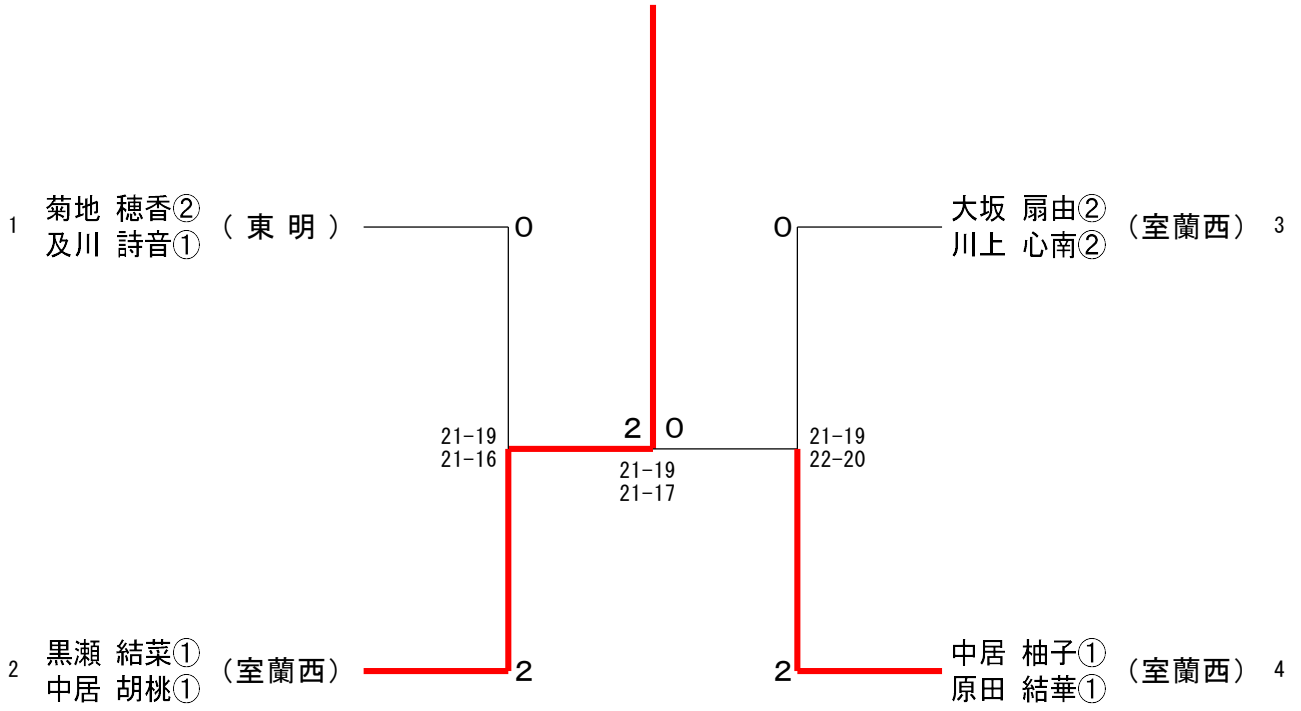 1 菊地 穂香② 及川 詩音① (東明) 0
0 大坂 扇由② 川上 心南② (室蘭西) 3
2 0
21-19
21-16
21-19
21-17
21-19
22-20
2 黒瀬 結菜① 中居 胡桃① (室蘭西) 2
2 中居 柚子① 原田 結華① (室蘭西) 4